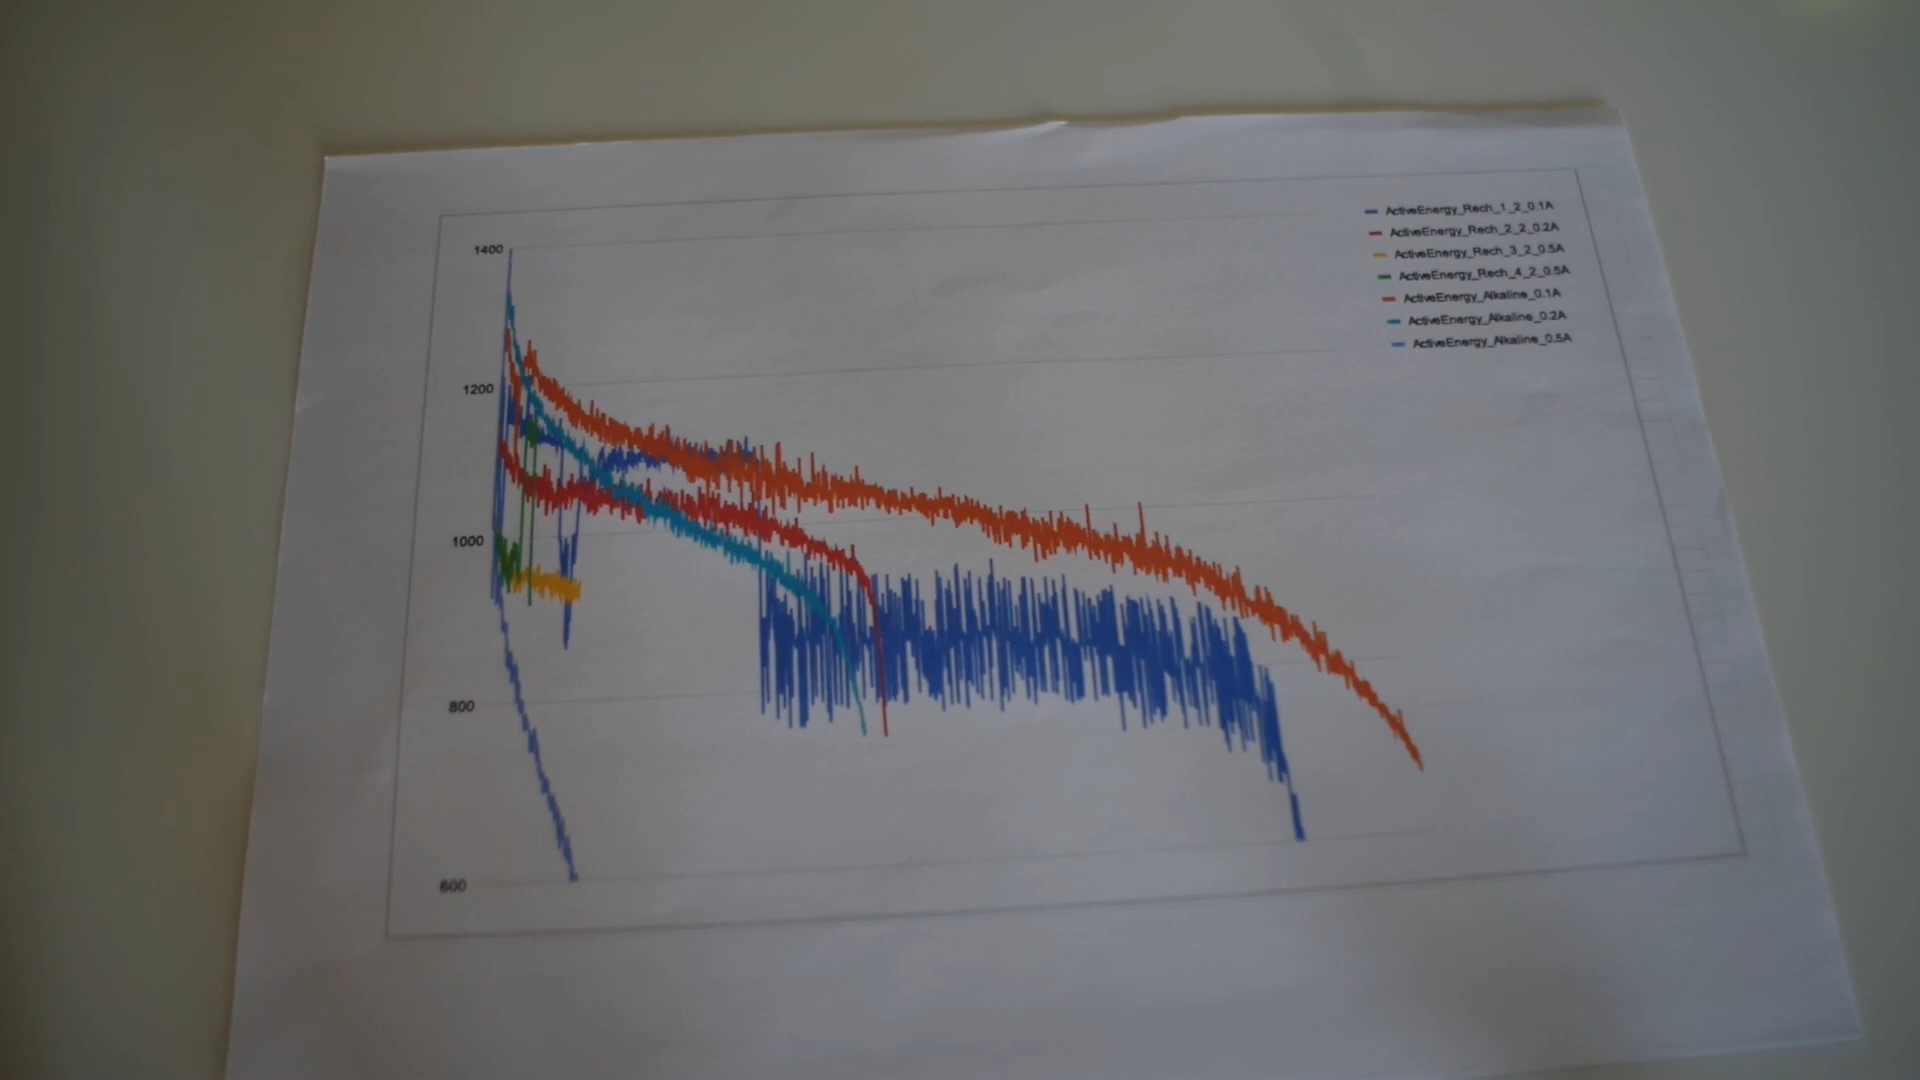 ActiveEnergy_Rech_1_2_0.1A
ActiveEnergy_Rech_2_2_0.2A
ActiveEnergy_Rech_3_2_0.5A
ActiveEnergy_Rech_4_2_0.5A
ActiveEnergy_Alkaline_0.1A
ActiveEnergy_Alkaline_0.2A
ActiveEnergy_Alkaline_0.5A
1400
1200
1000
800
600